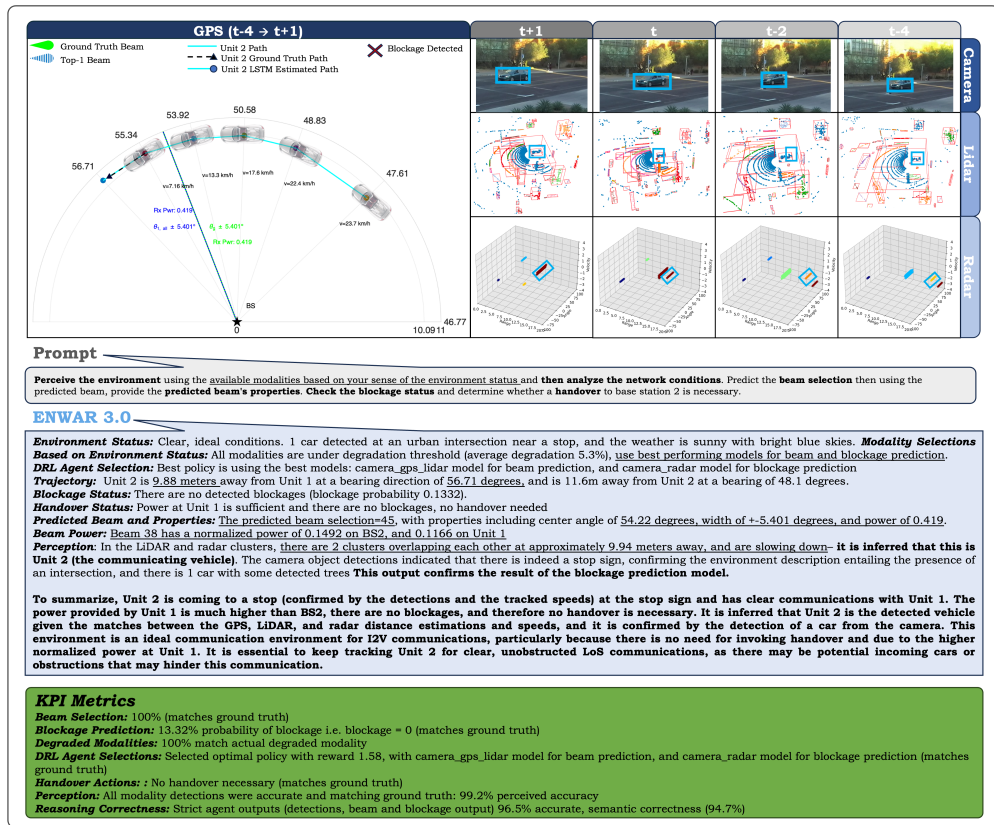 GPS (t-4 → t+1)
t+1
t
t-2
t-4
Ground Truth Beam
Top-1 Beam
Unit 2 Path
Unit 2 Ground Truth Path
Unit 2 LSTM Estimated Path
Blockage Detected
Camera
Lidar
Radar
50.58
53.92
48.83
55.34
56.71
47.61
v=7.16 km/h
v=13.3 km/h
v=17.6 km/h
v=22.4 km/h
v=23.7 km/h
Rx Pwr: 0.419
± 5.401°
± 5.401°
Rx Pwr: 0.419
BS
0
10.09 11
46.77
Prompt
Perceive the environment using the available modalities based on your sense of the environment status and then analyze the network conditions. Predict the beam selection then using the
predicted beam, provide the predicted beam's properties. Check the blockage status and determine whether a handover to base station 2 is necessary.
ENWAR 3.0
Environment Status: Clear, ideal conditions. 1 car detected at an urban intersection near a stop, and the weather is sunny with bright blue skies. Modality Selections
Based on Environment Status: All modalities are under degradation threshold (average degradation 5.3%), use best performing models for beam and blockage prediction.
DRL Agent Selection: Best policy is using the best models: camera_gps_lidar model for beam prediction, and camera_radar model for blockage prediction
Trajectory: Unit 2 is 9.88 meters away from Unit 1 at a bearing direction of 56.71 degrees, and is 11.6m away from Unit 2 at a bearing of 48.1 degrees.
Blockage Status: There are no detected blockages (blockage probability 0.1332).
Handover Status: Power at Unit 1 is sufficient and there are no blockages, no handover needed
Predicted Beam and Properties: The predicted beam selection=45, with properties including center angle of 54.22 degrees, width of +-5.401 degrees, and power of 0.419.
Beam Power: Beam 38 has a normalized power of 0.1492 on BS2, and 0.1166 on Unit 1
Perception: In the LiDAR and radar clusters, there are 2 clusters overlapping each other at approximately 9.94 meters away, and are slowing down– it is inferred that this is
Unit 2 (the communicating vehicle). The camera object detections indicated that there is indeed a stop sign, confirming the environment description entailing the presence of
an intersection, and there is 1 car with some detected trees This output confirms the result of the blockage prediction model.
To summarize, Unit 2 is coming to a stop (confirmed by the detections and the tracked speeds) at the stop sign and has clear communications with Unit 1. The
power provided by Unit 1 is much higher than BS2, there are no blockages, and therefore no handover is necessary. It is inferred that Unit 2 is the detected vehicle
given the matches between the GPS, LiDAR, and radar distance estimations and speeds, and it is confirmed by the detection of a car from the camera. This
environment is an ideal communication environment for I2V communications, particularly because there is no need for invoking handover and due to the higher
normalized power at Unit 1. It is essential to keep tracking Unit 2 for clear, unobstructed LoS communications, as there may be potential incoming cars or
obstructions that may hinder this communication.
KPI Metrics
Beam Selection: 100% (matches ground truth)
Blockage Prediction: 13.32% probability of blockage i.e. blockage = 0 (matches ground truth)
Degraded Modalities: 100% match actual degraded modality
DRL Agent Selections: Selected optimal policy with reward 1.58, with camera_gps_lidar model for beam prediction, and camera_radar model for blockage prediction (matches
ground truth)
Handover Actions: : No handover necessary (matches ground truth)
Perception: All modality detections were accurate and matching ground truth: 99.2% perceived accuracy
Reasoning Correctness: Strict agent outputs (detections, beam and blockage output) 96.5% accurate, semantic correctness (94.7%)